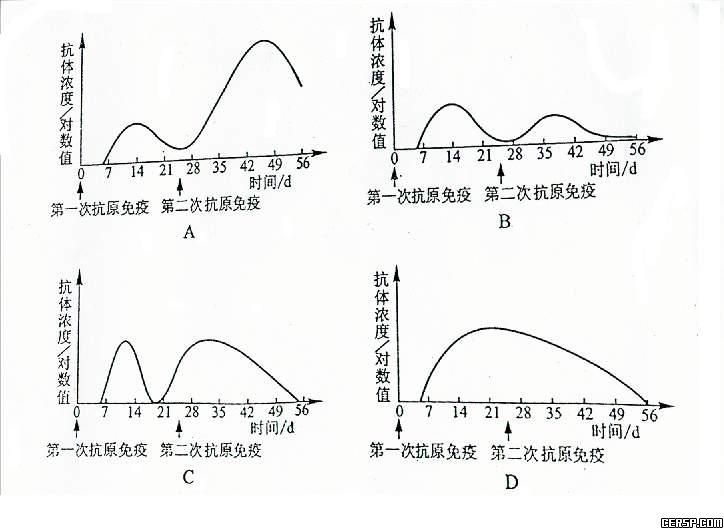 抗体浓度/对数值
0 7 14 21 28 35 42 49 56
时间/d
第一次抗原免疫 第二次抗原免疫
A
抗体浓度/对数值
0 7 14 21 28 35 42 49 56
时间/d
第一次抗原免疫 第二次抗原免疫
B
抗体浓度/对数值
0 7 14 21 28 35 42 49 56
时间/d
第一次抗原免疫 第二次抗原免疫
C
抗体浓度/对数值
0 7 14 21 28 35 42 49 56
时间/d
第一次抗原免疫 第二次抗原免疫
D
CERSP.COM